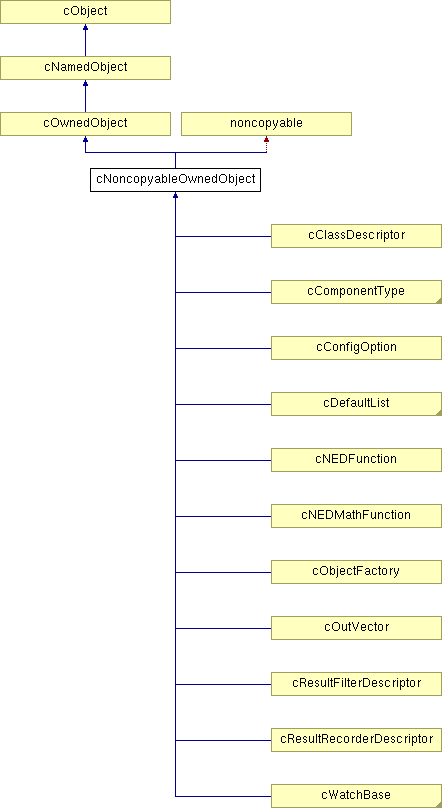 cObject
cNamedObject
cOwnedObject
noncopyable
cNoncopyableOwnedObject
cClassDescriptor
cComponentType
cConfigOption
cDefaultList
cNEDFunction
cNEDMathFunction
cObjectFactory
cOutVector
cResultFilterDescriptor
cResultRecorderDescriptor
cWatchBase